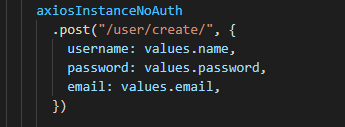 axiosInstanceNoAuth
.post("/user/create/", {
username: values.name,
password: values.password,
email: values.email,
})